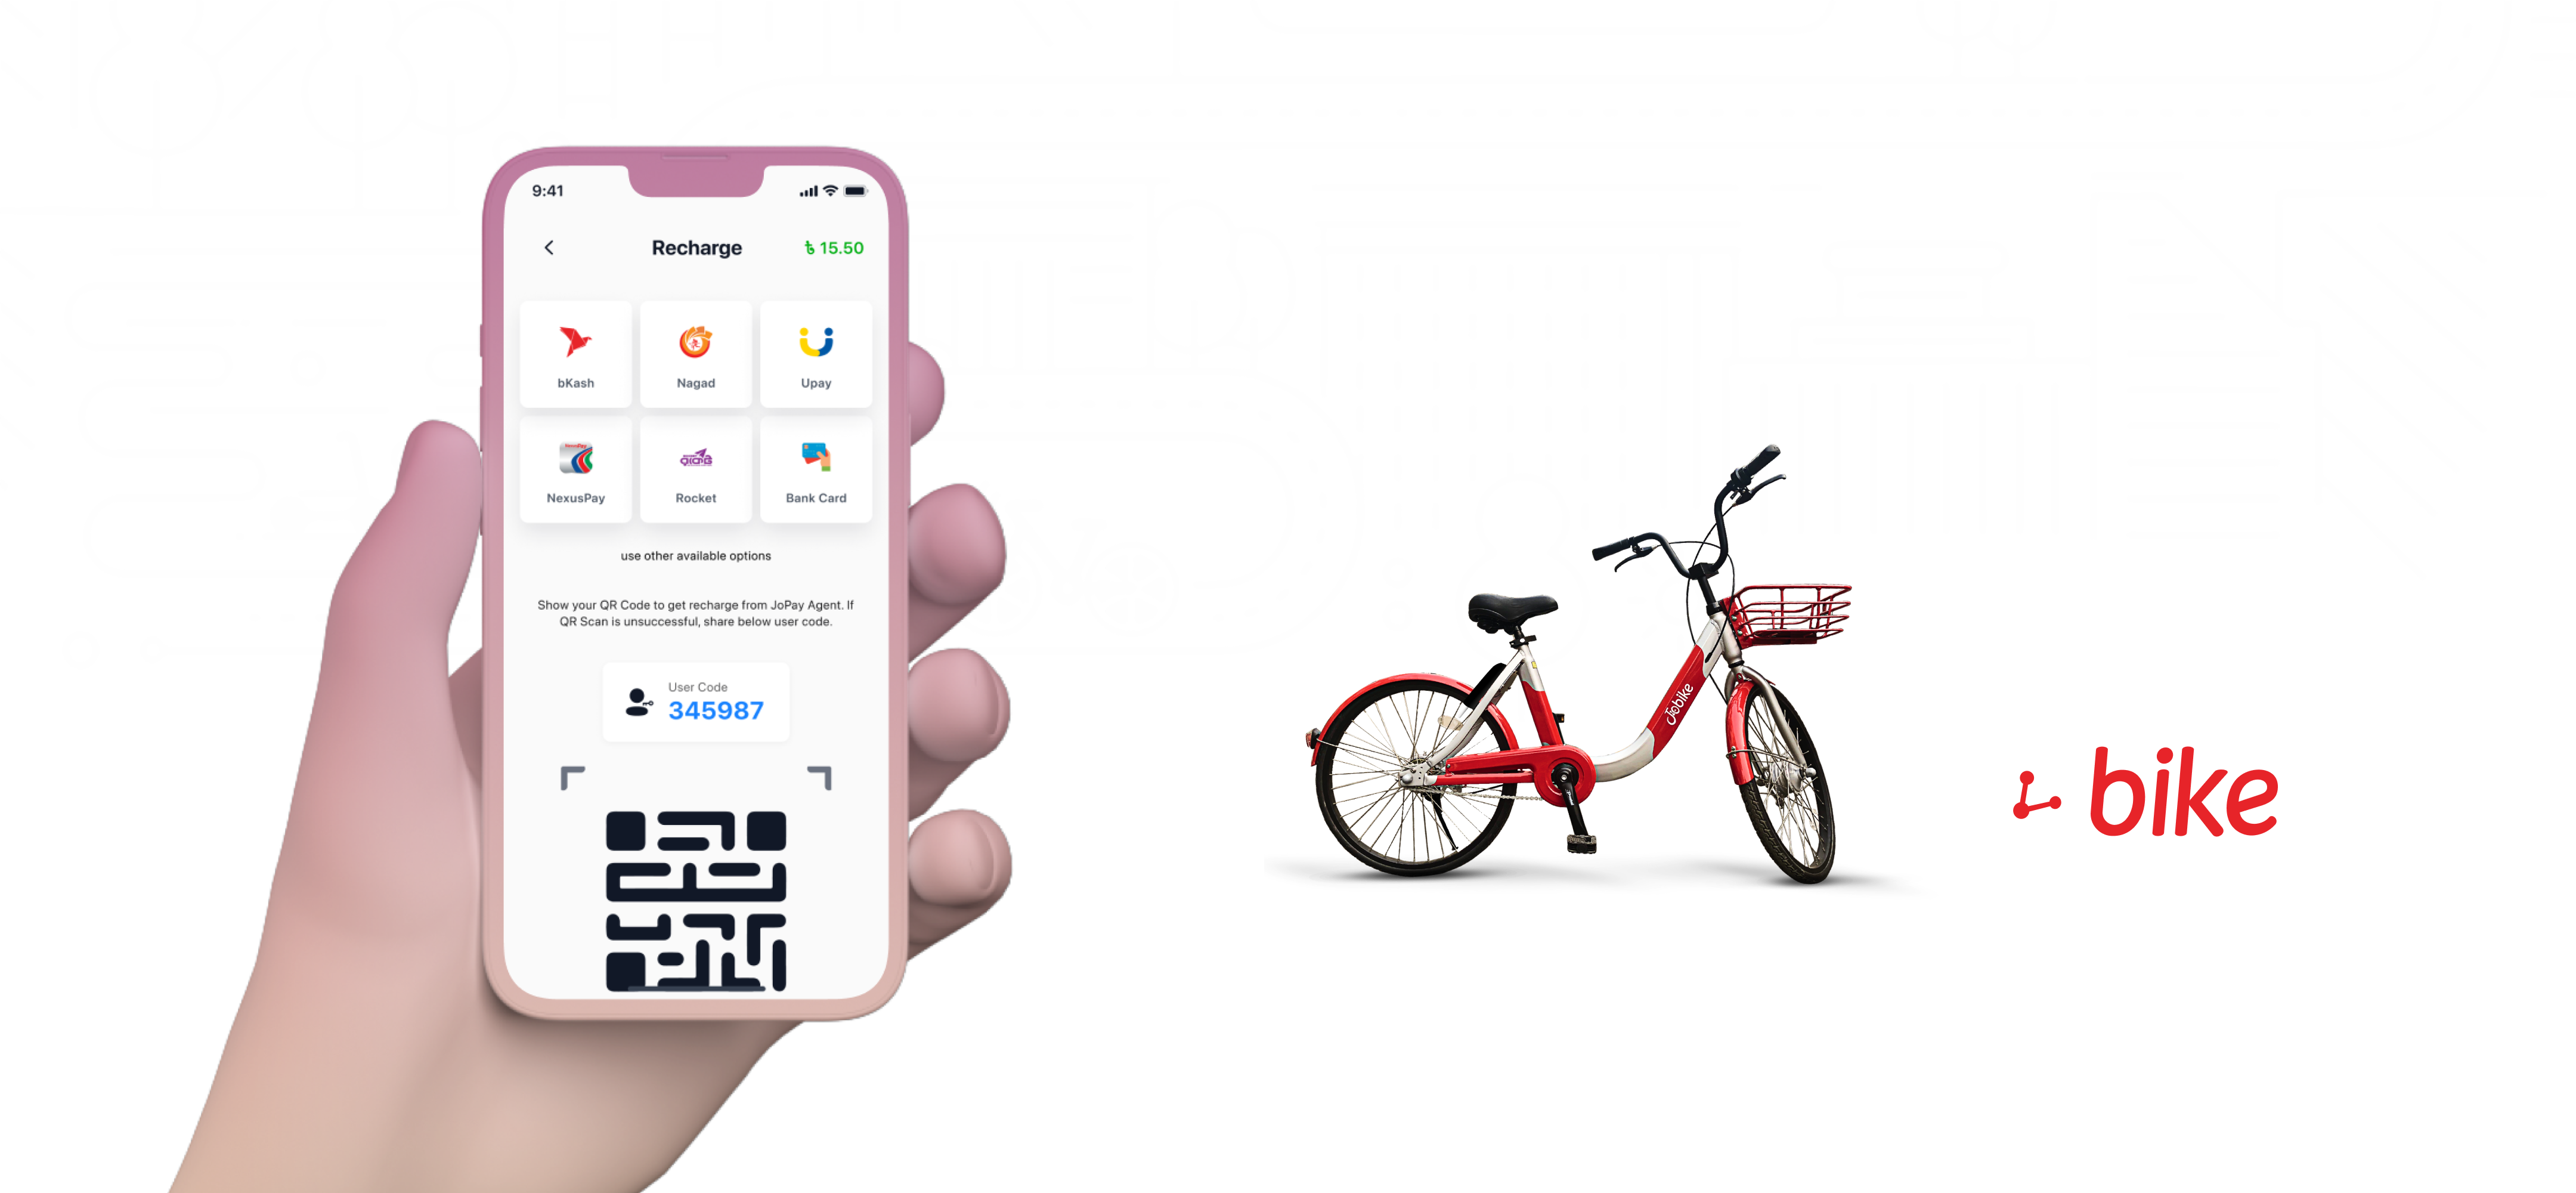 9:41
Recharge
৳ 15.50
bKash
Nagad
Upay
NexusPay
Rocket
Bank Card
use other available options
Show your QR Code to get recharge from JoPay Agent. If
QR Scan is unsuccessful, share below user code.
User Code
345987
Jobike
bike